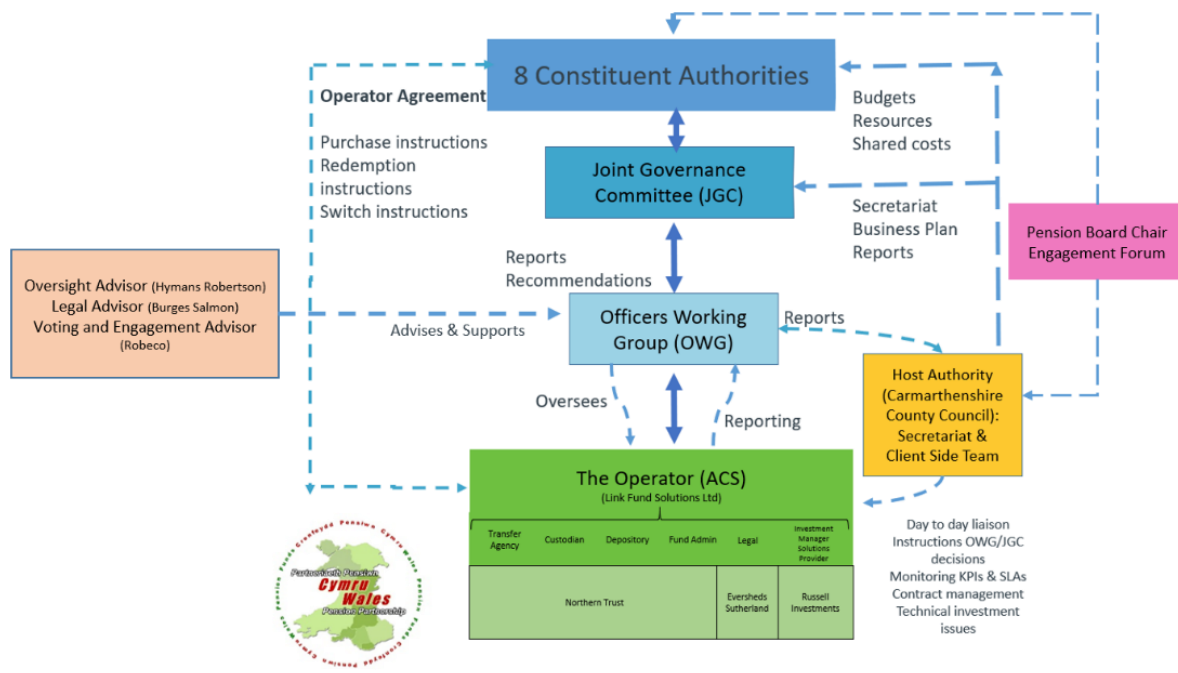 8 Constituent Authorities
Operator Agreement
Purchase instructions
Redemption
instructions
Switch instructions
Budgets
Resources
Shared costs
Joint Governance
Committee (JGC)
Secretariat
Business Plan
Reports
Pension Board Chair
Engagement Forum
Oversight Advisor (Hymans Robertson)
Legal Advisor (Burges Salmon)
Voting and Engagement Advisor
(Robeco)
Reports
Recommendations
Advises & Supports
Officers Working
Group (OWG)
Reports
Host Authority
(Carmarthenshire
County Council):
Secretariat &
Client Side Team
Oversees
Reporting
The Operator (ACS)
(Link Fund Solutions Ltd)
Transfer
Agency
Custodian
Depository
Fund Admin
Legal
Investment
Manager
Solutions
Provider
Northern Trust
Eversheds
Sutherland
Russell
Investments
Day to day liaison
Instructions OWG/JGC
decisions
Monitoring KPIs & SLAs
Contract management
Technical investment
issues
Partneriaeth Pensiwn
Cymru
Wales
Pension Partnership